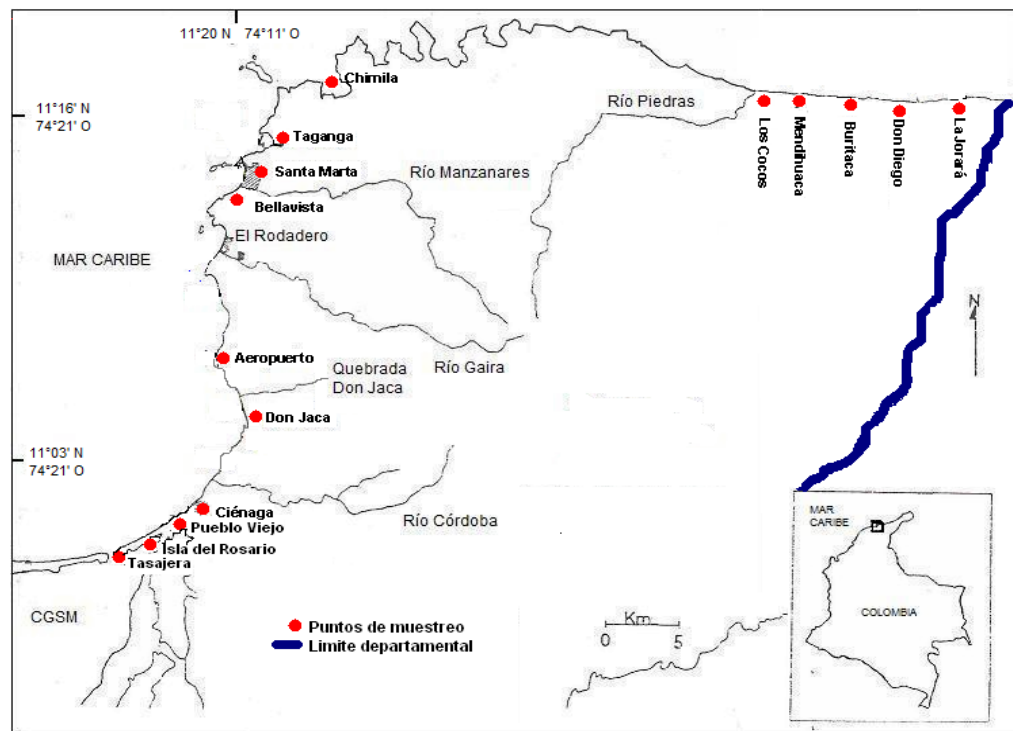 11°20 74°11' O
Chimila
11°16' N
74°21' O
Río Piedras
Taganga
Los Cocos
Mendihuaca
Buritaca
Don Diego
La Jorará
Santa Marta
Río Manzanares
Bellavista
El Rodadero
MAR CARIBE
N
Aeropuerto
Quebrada
Don Jaca
Río Gaira
Don Jaca
11°03' N
74°21' O
Ciénaga
Río Córdoba
Pueblo Viejo
Isla del Rosario
Tasajera
MAR
CARIBE
COLOMBIA
CGSM
Puntos de muestreo
Limite departamental
Km
0 5